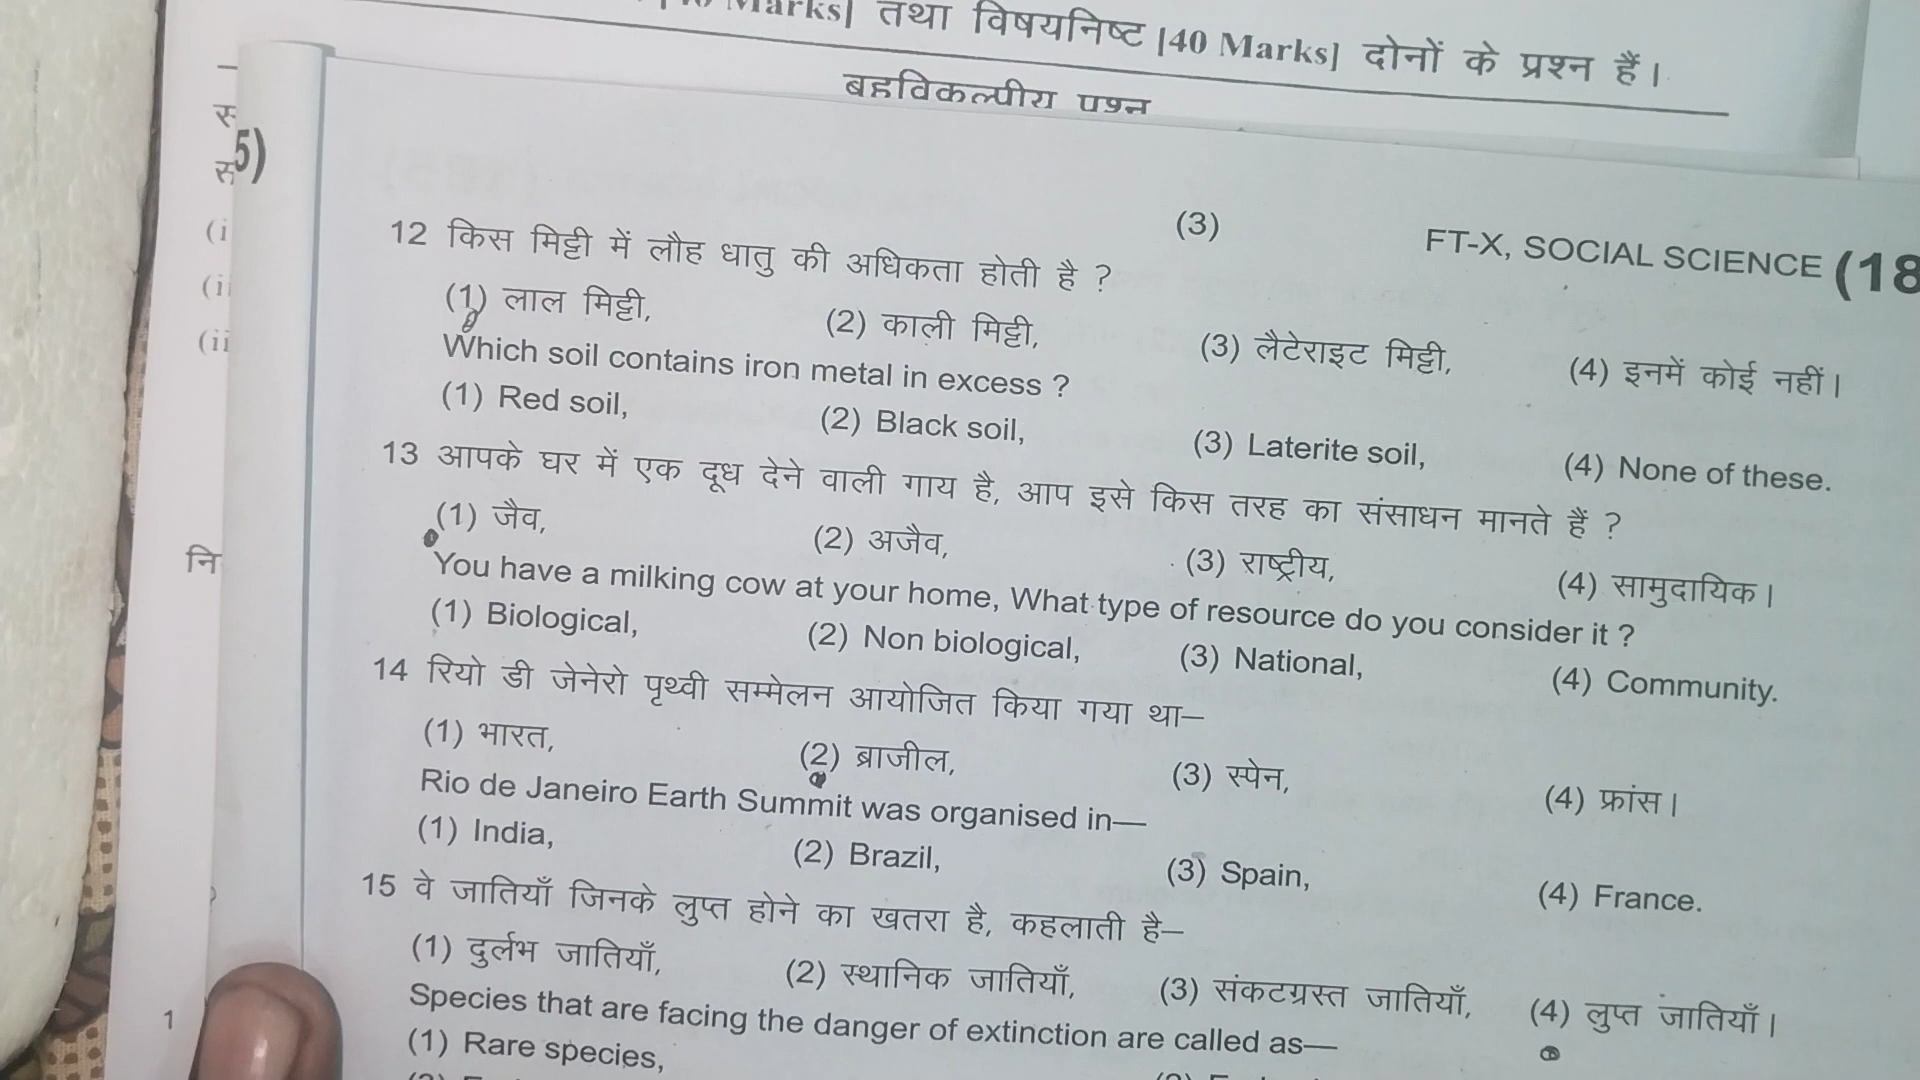 Marks] तथा विषयनिष्ट [40 Marks] दोनों के प्रश्न हैं।
बहुविकल्पीय प्रश्न
5)
(3)
FT-X, SOCIAL SCIENCE (18
12 किस मिट्टी में लौह धातु की अधिकता होती है ?
(1) लाल मिट्टी, (2) काली मिट्टी, (3) लैटेराइट मिट्टी, (4) इनमें कोई नहीं।
Which soil contains iron metal in excess ?
(1) Red soil, (2) Black soil, (3) Laterite soil, (4) None of these.
13 आपके घर में एक दूध देने वाली गाय है, आप इसे किस तरह का संसाधन मानते हैं ?
(1) जैव, (2) अजैव, (3) राष्ट्रीय, (4) सामुदायिक।
You have a milking cow at your home, What type of resource do you consider it ?
(1) Biological, (2) Non biological, (3) National, (4) Community.
14 रियो डी जेनेरो पृथ्वी सम्मेलन आयोजित किया गया था—
(1) भारत, (2) ब्राजील, (3) स्पेन, (4) फ्रांस।
Rio de Janeiro Earth Summit was organised in—
(1) India, (2) Brazil, (3) Spain, (4) France.
15 वे जातियाँ जिनके लुप्त होने का खतरा है, कहलाती है—
(1) दुर्लभ जातियाँ, (2) स्थानिक जातियाँ, (3) संकटग्रस्त जातियाँ, (4) लुप्त जातियाँ।
Species that are facing the danger of extinction are called as—
(1) Rare species,
(i
नि
1